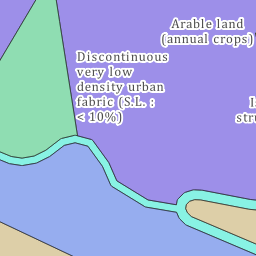 Arable land
(annual crops)
Discontinuous
very low
density urban
fabric (S.L. :
< 10%)